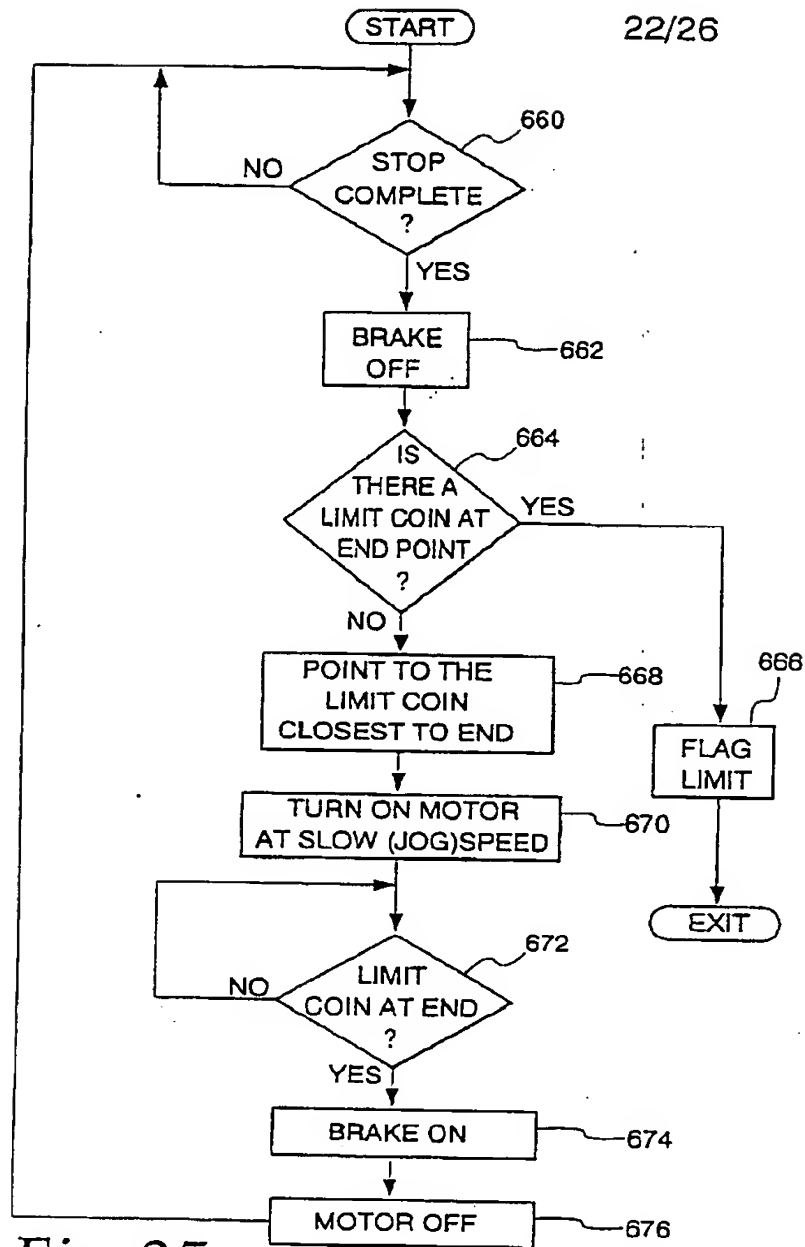 START
22/26
660
STOP
COMPLETE
?
NO
YES
BRAKE
OFF
662
664
IS
THERE A
LIMIT COIN AT
END POINT
?
YES
NO
POINT TO THE
LIMIT COIN
CLOSEST TO END
668
666
FLAG
LIMIT
TURN ON MOTOR
AT SLOW (JOG)SPEED
670
EXIT
672
LIMIT
COIN AT END
?
NO
YES
BRAKE ON
674
MOTOR OFF
676